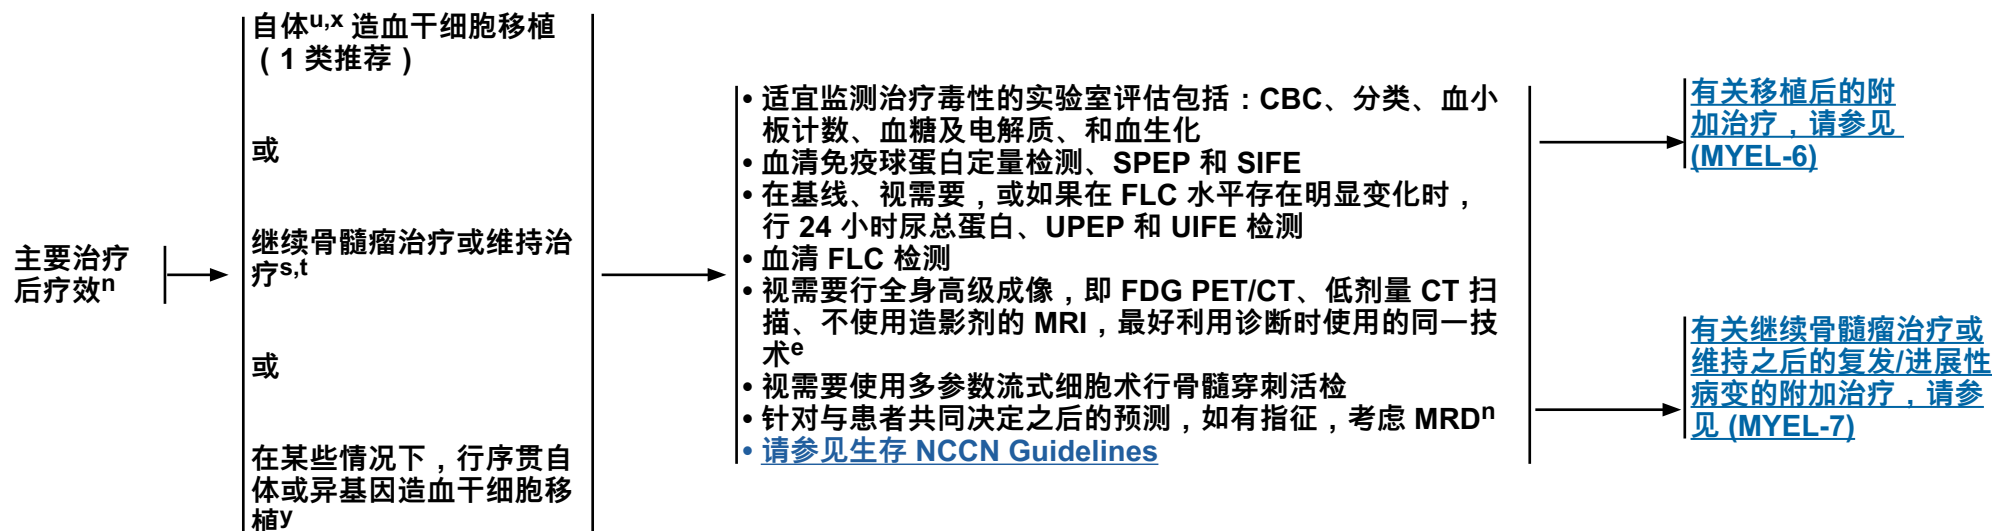 主要治疗
后疗效n
自体u,x 造血干细胞移植
（1 类推荐）
或
继续骨髓瘤治疗或维持治
疗s,t
或
在某些情况下，行序贯自
体或异基因造血干细胞移
植y
• 适宜监测治疗毒性的实验室评估包括：CBC、分类、血小
板计数、血糖及电解质、和血生化
• 血清免疫球蛋白定量检测、SPEP 和 SIFE
• 在基线、视需要，或如果在 FLC 水平存在明显变化时，
行 24 小时尿总蛋白、UPEP 和 UIFE 检测
• 血清 FLC 检测
• 视需要行全身高级成像，即 FDG PET/CT、低剂量 CT 扫
描、不使用造影剂的 MRI，最好利用诊断时使用的同一技
术e
• 视需要使用多参数流式细胞术行骨髓穿刺活检
• 针对与患者共同决定之后的预测，如有指征，考虑 MRDn
• 请参见生存 NCCN Guidelines
有关移植后的附
加治疗，请参见
(MYEL-6)
有关继续骨髓瘤治疗或
维持之后的复发/进展性
病变的附加治疗，请参
见 (MYEL-7)